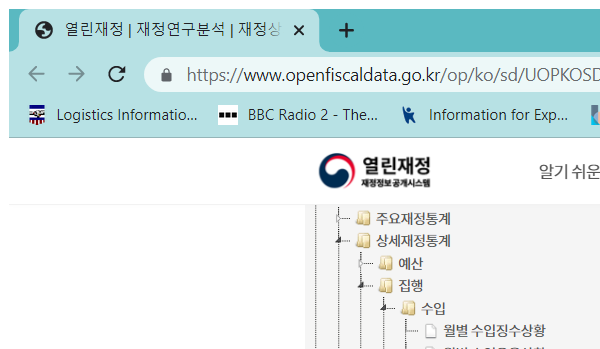 열린재정 | 재정연구분석 | 재정상
https://www.openfiscaldata.go.kr/op/ko/sd/UOPKOSD
Logistics Informatio... BBC Radio 2 - The... Information for Exp...
열린재정 알기 쉬운
재정정보공개시스템
주요재정통계
상세재정통계
예산
집행
수입
월별 수입징수상황